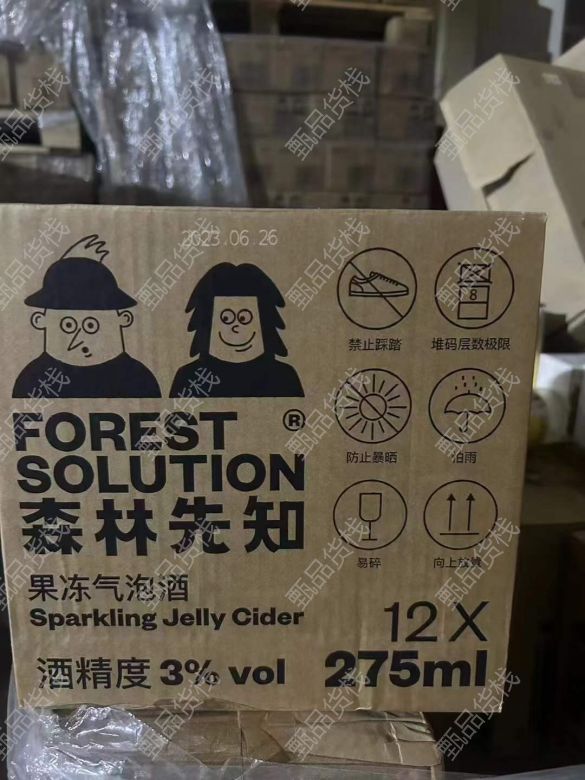 2023.06.26
禁止踩踏
8
堆码层数极限
FOREST ®
SOLUTION
森林先知
防止暴晒
怕雨
果冻气泡酒
Sparkling Jelly Cider
易碎
向上放置
12 X
酒精度 3% vol
275ml
甄品货栈